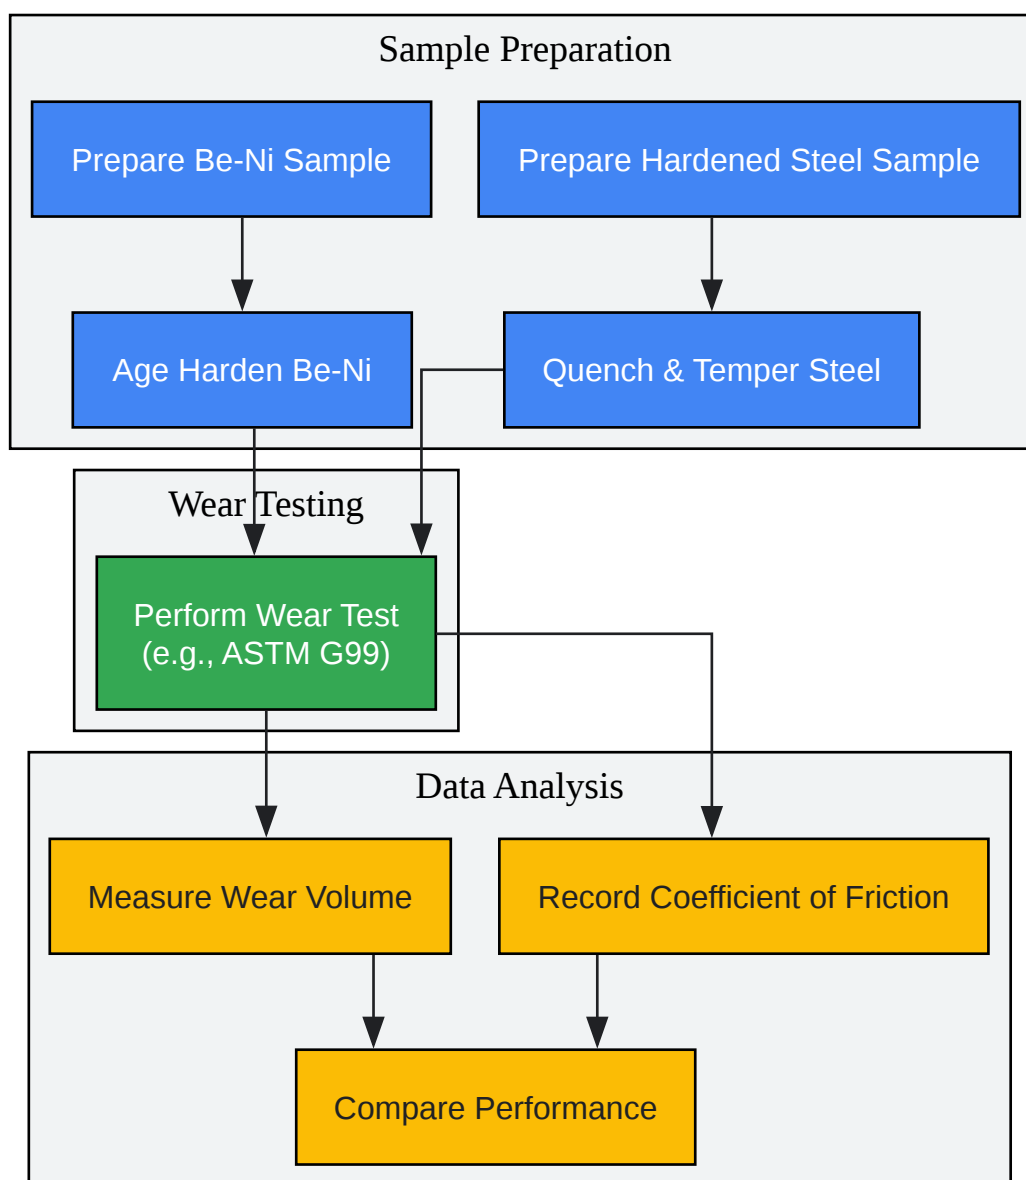 Sample Preparation
Prepare Be-Ni Sample
Prepare Hardened Steel Sample
Age Harden Be-Ni
Quench & Temper Steel
Wear Testing
Perform Wear Test
(e.g., ASTM G99)
Data Analysis
Measure Wear Volume
Record Coefficient of Friction
Compare Performance